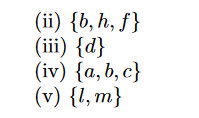 (ii) {b, h, f}
(iii) {d}
(iv) {a, b, c}
(v) {l, m}